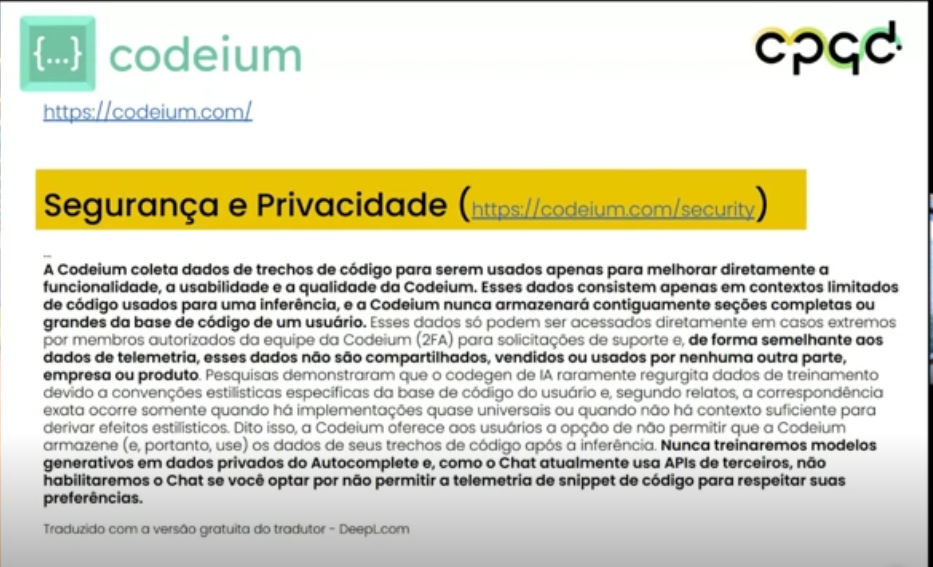 {...} codeium
cpqd
https://codeium.com/
Segurança e Privacidade (https://codeium.com/security)
...
A Codeium coleta dados de trechos de código para serem usados apenas para melhorar diretamente a
funcionalidade, a usabilidade e a qualidade da Codeium. Esses dados consistem apenas em contextos limitados
de código usados para uma inferência, e a Codeium nunca armazenará contiguamente seções completas ou
grandes da base de código de um usuário. Esses dados só podem ser acessados diretamente em casos extremos
por membros autorizados da equipe da Codeium (2FA) para solicitações de suporte e, de forma semelhante aos
dados de telemetria, esses dados não são compartilhados, vendidos ou usados por nenhuma outra parte,
empresa ou produto. Pesquisas demonstraram que o codegen de IA raramente regurgita dados de treinamento
devido a convenções estilísticas específicas da base de código do usuário e, segundo relatos, a correspondência
exata ocorre somente quando há implementações quase universais ou quando não há contexto suficiente para
derivar efeitos estilísticos. Dito isso, a Codeium oferece aos usuários a opção de não permitir que a Codeium
armazene (e, portanto, use) os dados de seus trechos de código após a inferência. Nunca treinaremos modelos
generativos em dados privados do Autocomplete e, como o Chat atualmente usa APIs de terceiros, não
habilitaremos o Chat se você optar por não permitir a telemetria de snippet de código para respeitar suas
preferências.
Traduzido com a versão gratuita do tradutor - DeepL.com